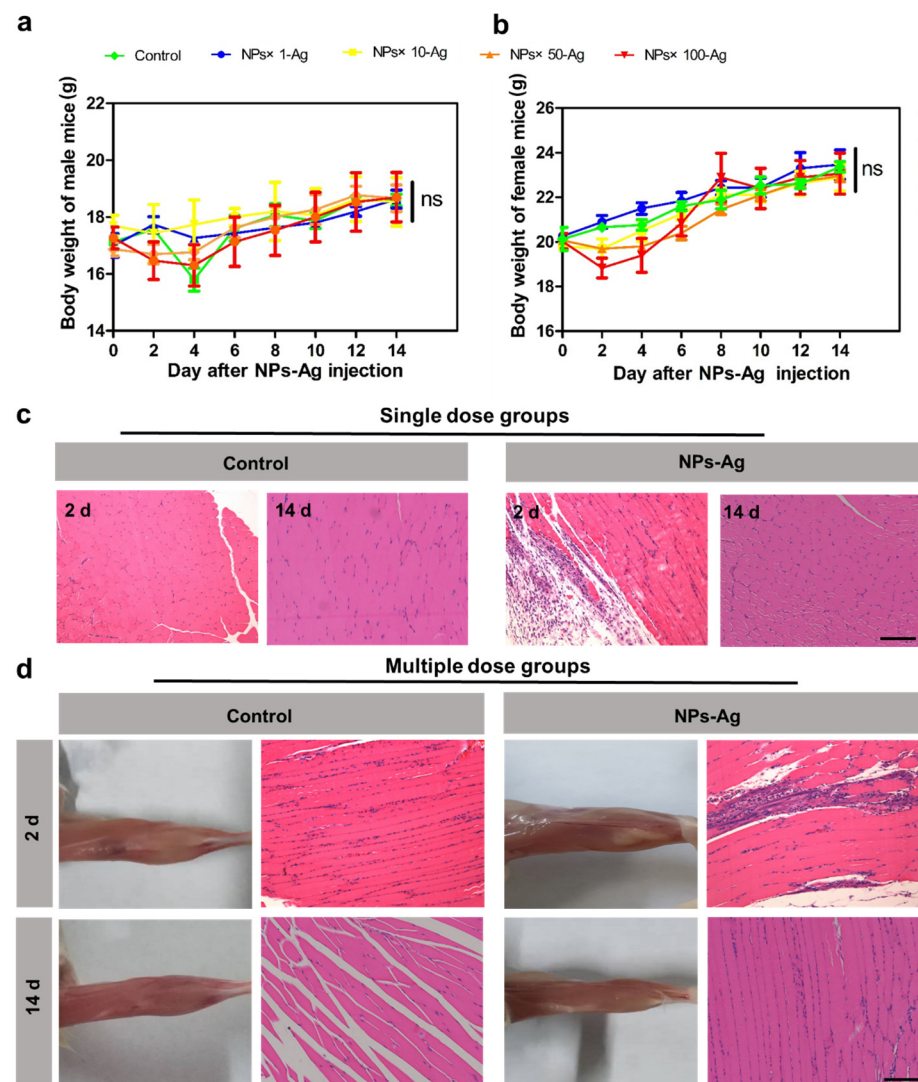 a
b
Control NPs× 1-Ag NPs× 10-Ag NPs× 50-Ag NPs× 100-Ag
Body weight of male mice (g)
22
20
18
16
14
ns
0 2 4 6 8 10 12 14
Day after NPs-Ag injection
Body weight of female mice (g)
26
24
22
20
18
16
ns
0 2 4 6 8 10 12 14
Day after NPs-Ag injection
c
Single dose groups
Control
NPs-Ag
2 d
14 d
2 d
14 d
d
Multiple dose groups
Control
NPs-Ag
2 d
14 d